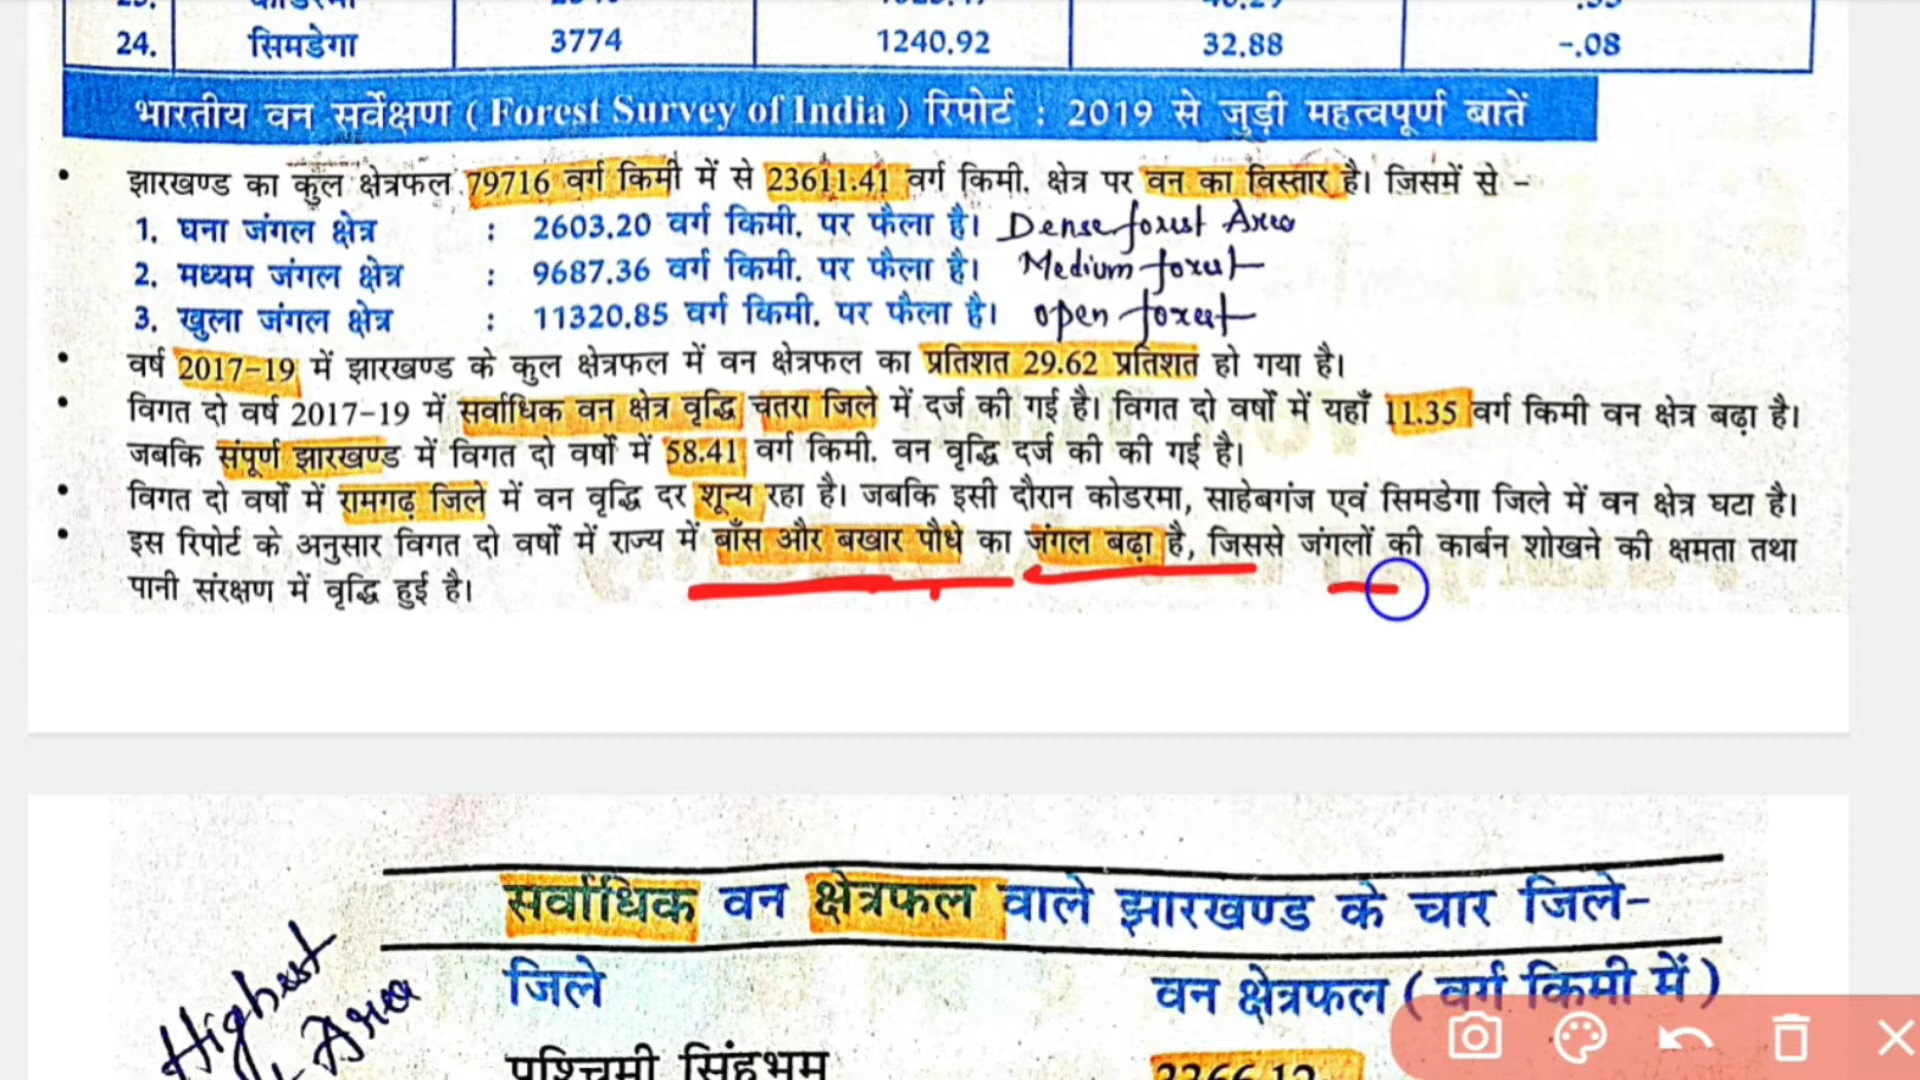 24. सिमडेगा 3774 1240.92 32.88 -.08
भारतीय वन सर्वेक्षण ( Forest Survey of India ) रिपोर्ट : 2019 से जुड़ी महत्वपूर्ण बातें
• झारखण्ड का कुल क्षेत्रफल 79716 वर्ग किमी में से 23611.41 वर्ग किमी. क्षेत्र पर वन का विस्तार है। जिसमें से –
1. घना जंगल क्षेत्र : 2603.20 वर्ग किमी. पर फैला है। Dense forest Area
2. मध्यम जंगल क्षेत्र : 9687.36 वर्ग किमी. पर फैला है। Medium forest
3. खुला जंगल क्षेत्र : 11320.85 वर्ग किमी. पर फैला है। open forest
• वर्ष 2017-19 में झारखण्ड के कुल क्षेत्रफल में वन क्षेत्रफल का प्रतिशत 29.62 प्रतिशत हो गया है।
• विगत दो वर्ष 2017-19 में सर्वाधिक वन क्षेत्र वृद्धि चतरा जिले में दर्ज की गई है। विगत दो वर्षों में यहाँ 11.35 वर्ग किमी वन क्षेत्र बढ़ा है।
जबकि संपूर्ण झारखण्ड में विगत दो वर्षों में 58.41 वर्ग किमी. वन वृद्धि दर्ज की की गई है।
• विगत दो वर्षों में रामगढ़ जिले में वन वृद्धि दर शून्य रहा है। जबकि इसी दौरान कोडरमा, साहेबगंज एवं सिमडेगा जिले में वन क्षेत्र घटा है।
• इस रिपोर्ट के अनुसार विगत दो वर्षों में राज्य में बाँस और बखार पौधे का जंगल बढ़ा है, जिससे जंगलों की कार्बन शोखने की क्षमता तथा
पानी संरक्षण में वृद्धि हुई है।
सर्वाधिक वन क्षेत्रफल वाले झारखण्ड के चार जिले-
Highest
Area
जिले वन क्षेत्रफल ( वर्ग किमी में )
पश्चिमी सिंहभूम 3366.12